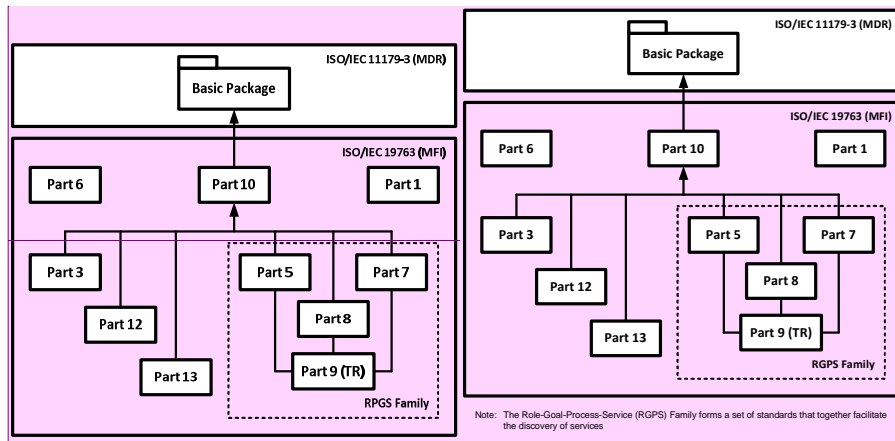 ISO/IEC 11179-3 (MDR)
Basic Package
ISO/IEC 19763 (MFI)
Part 6
Part 10
Part 1
Part 3
Part 5
Part 7
Part 12
Part 8
Part 13
Part 9 (TR)
RPGS Family
ISO/IEC 11179-3 (MDR)
Basic Package
ISO/IEC 19763 (MFI)
Part 6
Part 10
Part 1
Part 3
Part 5
Part 7
Part 12
Part 8
Part 13
Part 9 (TR)
RGPS Family
Note: The Role-Goal-Process-Service (RGPS) Family forms a set of standards that together facilitate
the discovery of services